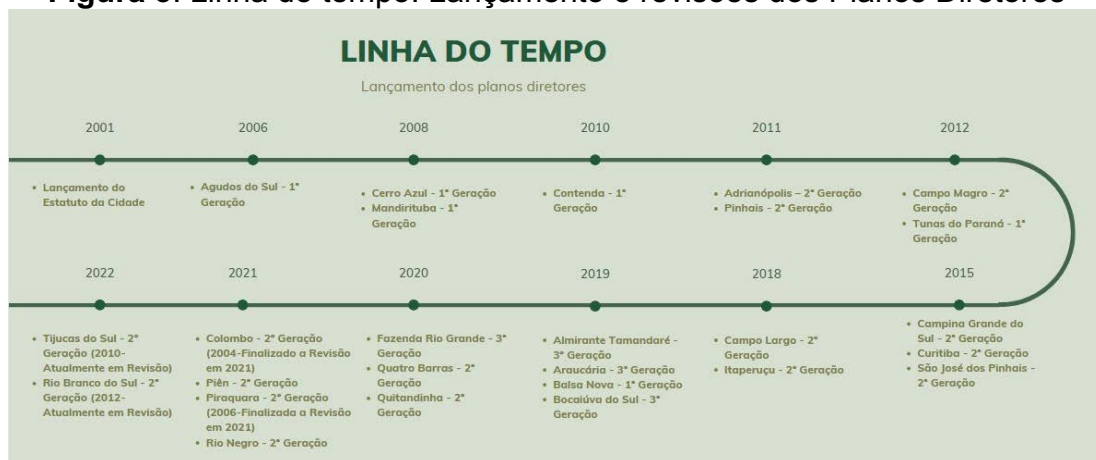 LINHA DO TEMPO
Lançamento dos planos diretores
2001
2006
2008
2010
2011
2012
• Lançamento do
Estatuto da Cidade
• Agudos do Sul - 1ª
Geração
• Cerro Azul - 1ª Geração
• Mandirituba - 1ª
Geração
• Contenda - 1ª
Geração
• Adrianópolis – 2ª Geração
• Pinhais - 2ª Geração
• Campo Magro - 2ª
Geração
• Tunas do Paraná - 1ª
Geração
2022
2021
2020
2019
2018
2015
• Tijucas do Sul - 2ª
Geração (2010-
Atualmente em Revisão)
• Rio Branco do Sul - 2ª
Geração (2012-
Atualmente em Revisão)
• Colombo - 2ª Geração
(2004-Finalizado a Revisão
em 2021)
• Piên - 2ª Geração
• Piraquara - 2ª Geração
(2006-Finalizada a Revisão
em 2021)
• Rio Negro - 2ª Geração
• Fazenda Rio Grande - 3ª
Geração
• Quatro Barras - 2ª
Geração
• Quitandinha - 2ª
Geração
• Almirante Tamandaré -
3ª Geração
• Araucária - 3ª Geração
• Balsa Nova - 1ª Geração
• Bocaiúva do Sul - 3ª
Geração
• Campo Largo - 2ª
Geração
• Itaperuçu - 2ª Geração
• Campina Grande do
Sul - 2ª Geração
• Curitiba - 2ª Geração
• São José dos Pinhais -
2ª Geração